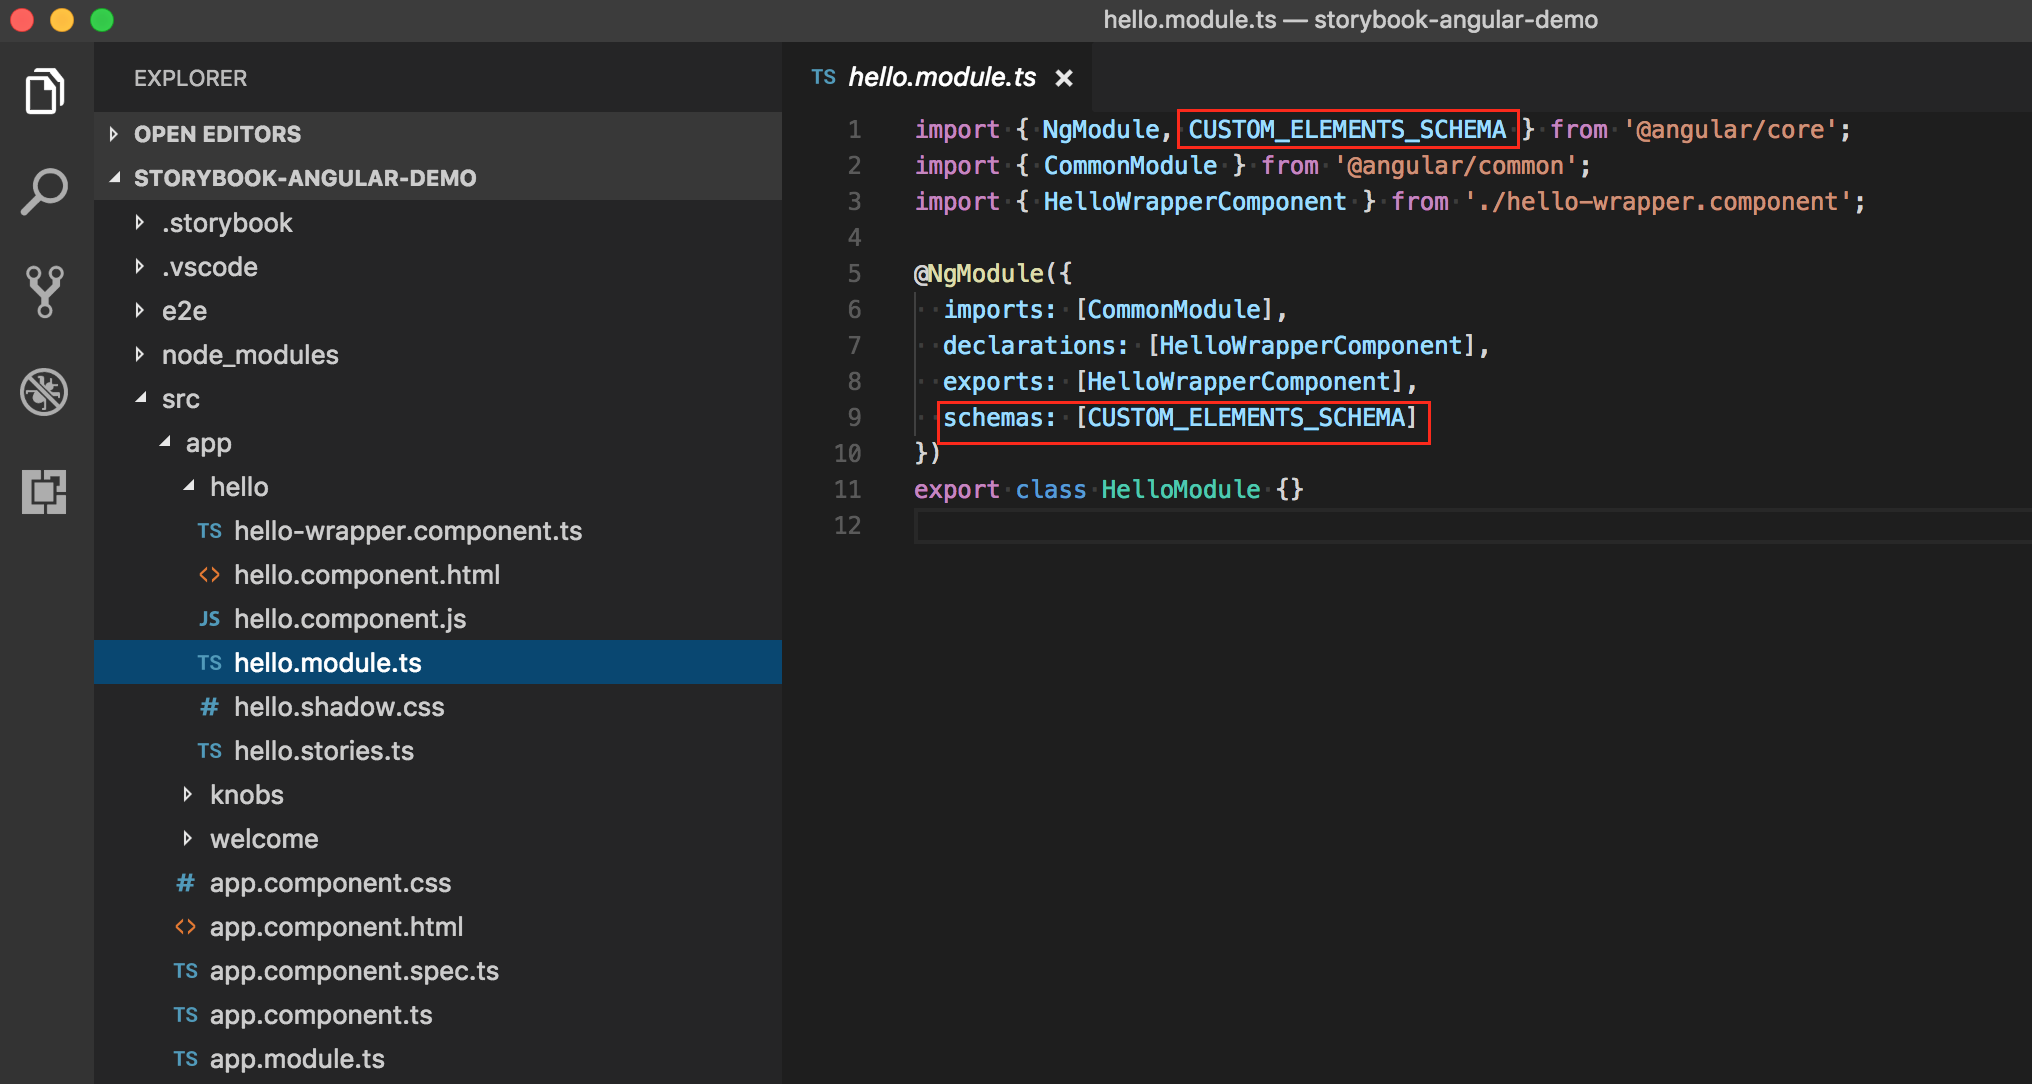 hello.module.ts — storybook-angular-demo
EXPLORER
OPEN EDITORS
STORYBOOK-ANGULAR-DEMO
.storybook
.vscode
e2e
node_modules
src
app
hello
TS hello-wrapper.component.ts
<> hello.component.html
JS hello.component.js
TS hello.module.ts
# hello.shadow.css
TS hello.stories.ts
knobs
welcome
# app.component.css
<> app.component.html
TS app.component.spec.ts
TS app.component.ts
TS app.module.ts
TS hello.module.ts ×
1 import { NgModule, CUSTOM_ELEMENTS_SCHEMA } from '@angular/core';
2 import { CommonModule } from '@angular/common';
3 import { HelloWrapperComponent } from './hello-wrapper.component';
4
5 @NgModule({
6 imports: [CommonModule],
7 declarations: [HelloWrapperComponent],
8 exports: [HelloWrapperComponent],
9 schemas: [CUSTOM_ELEMENTS_SCHEMA]
10 })
11 export class HelloModule {}
12